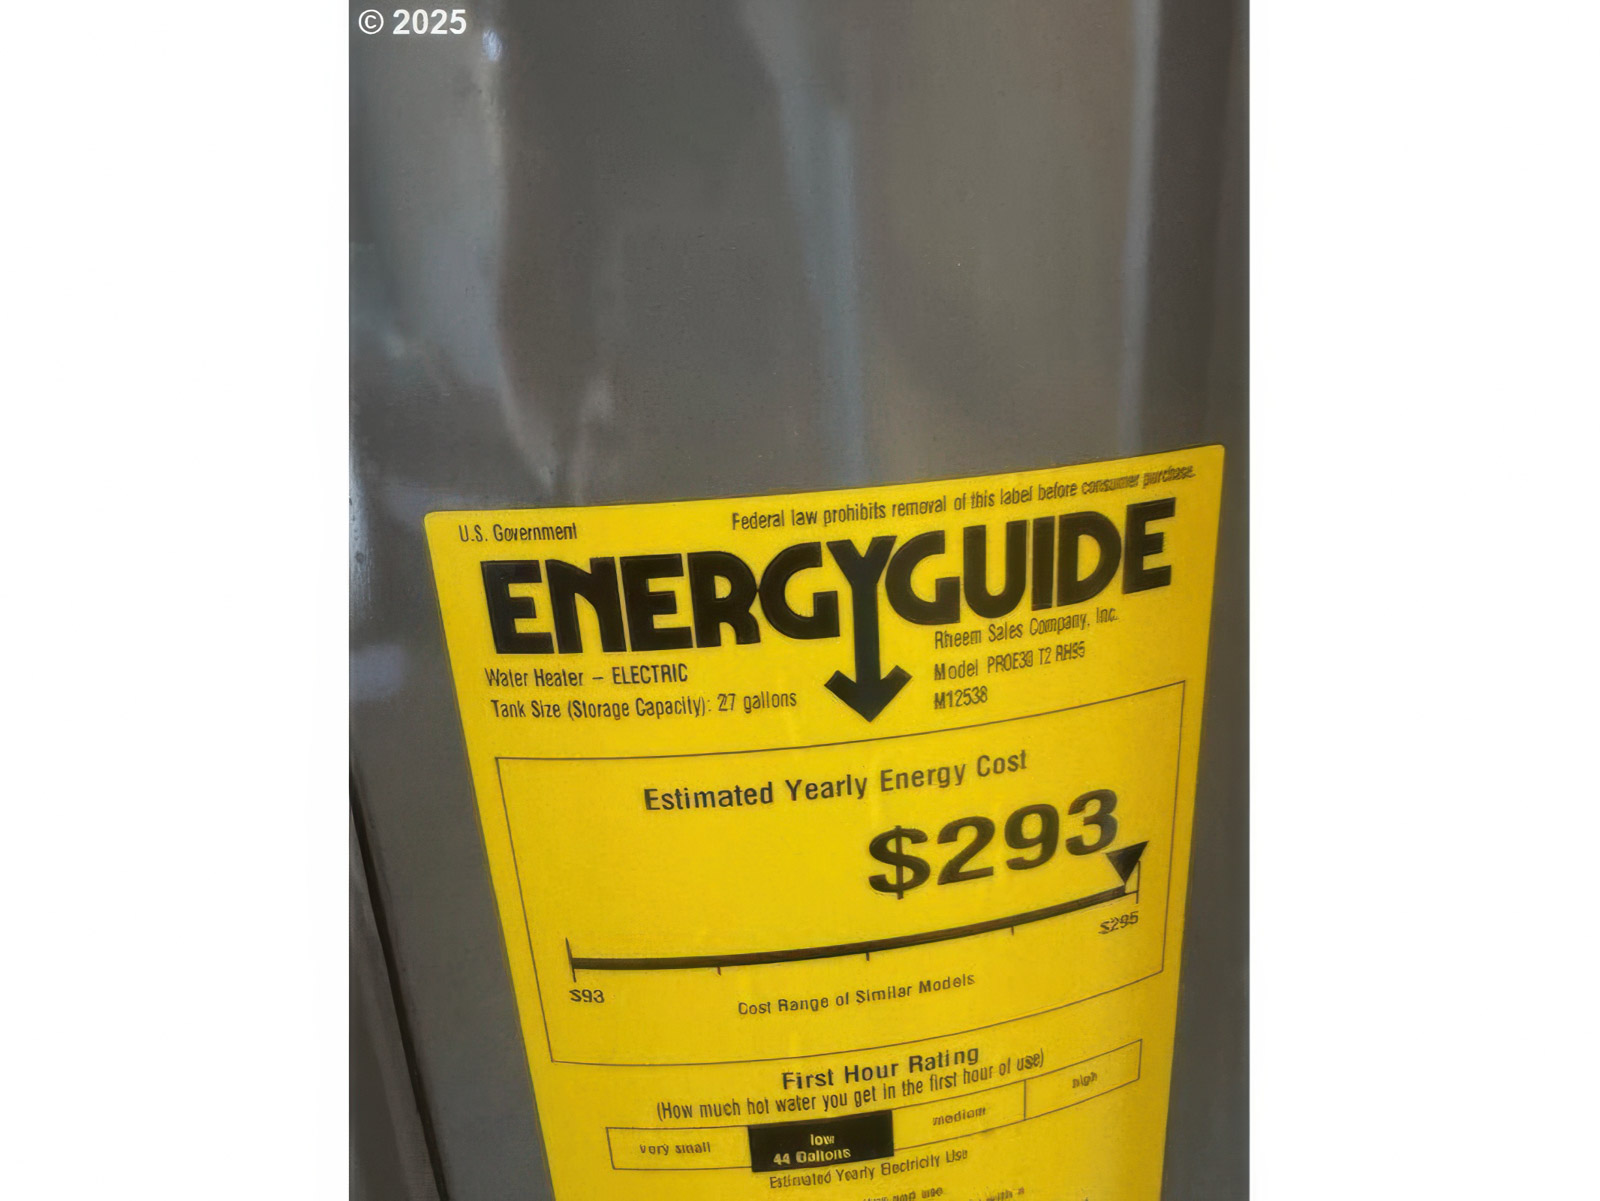 © 2025
U.S. Government
Federal law prohibits removal of this label before consumer purchase.
ENERGYGUIDE
Water Heater – ELECTRIC
Tank Size (Storage Capacity): 27 gallons
Rheem Sales Company, Inc.
Model PROE30 T2 RH95
M12538
Estimated Yearly Energy Cost
$293
$93
$295
Cost Range of Similar Models
First Hour Rating
(How much hot water you get in the first hour of use)
very small
low
44 Gallons
medium
high
Estimated Yearly Electricity Use